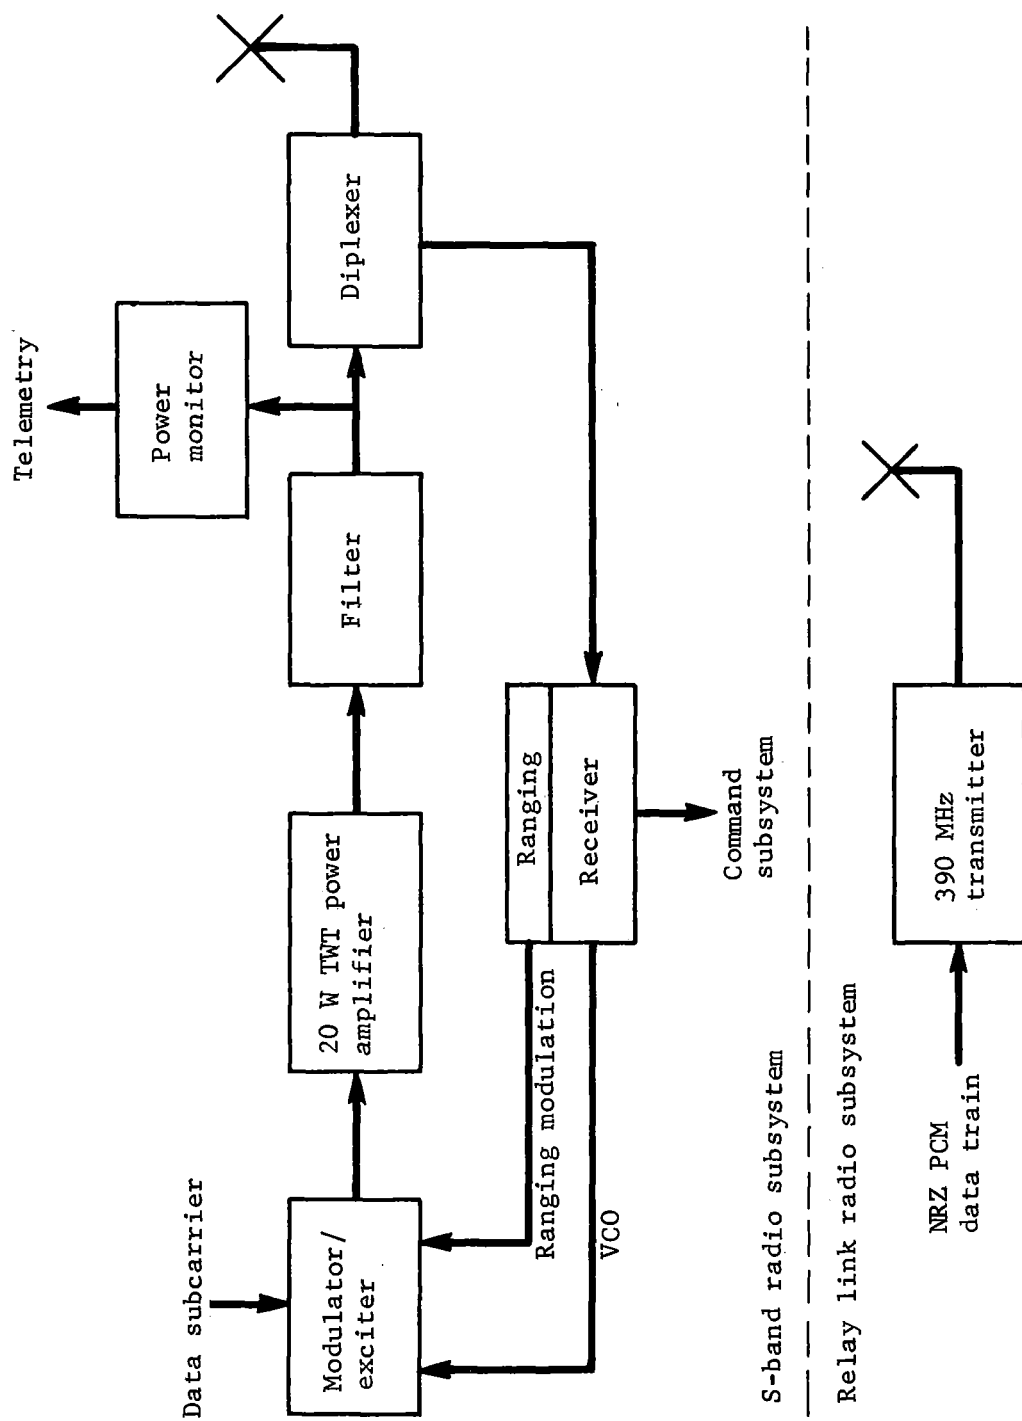 Telemetry
Power
monitor
Data subcarrier
Modulator/
exciter
20 W TWT power
amplifier
Filter
Diplexer
Ranging modulation
VCO
Ranging
Receiver
Command
subsystem
S-band radio subsystem
Relay link radio subsystem
NRZ PCM
data train
390 MHz
transmitter